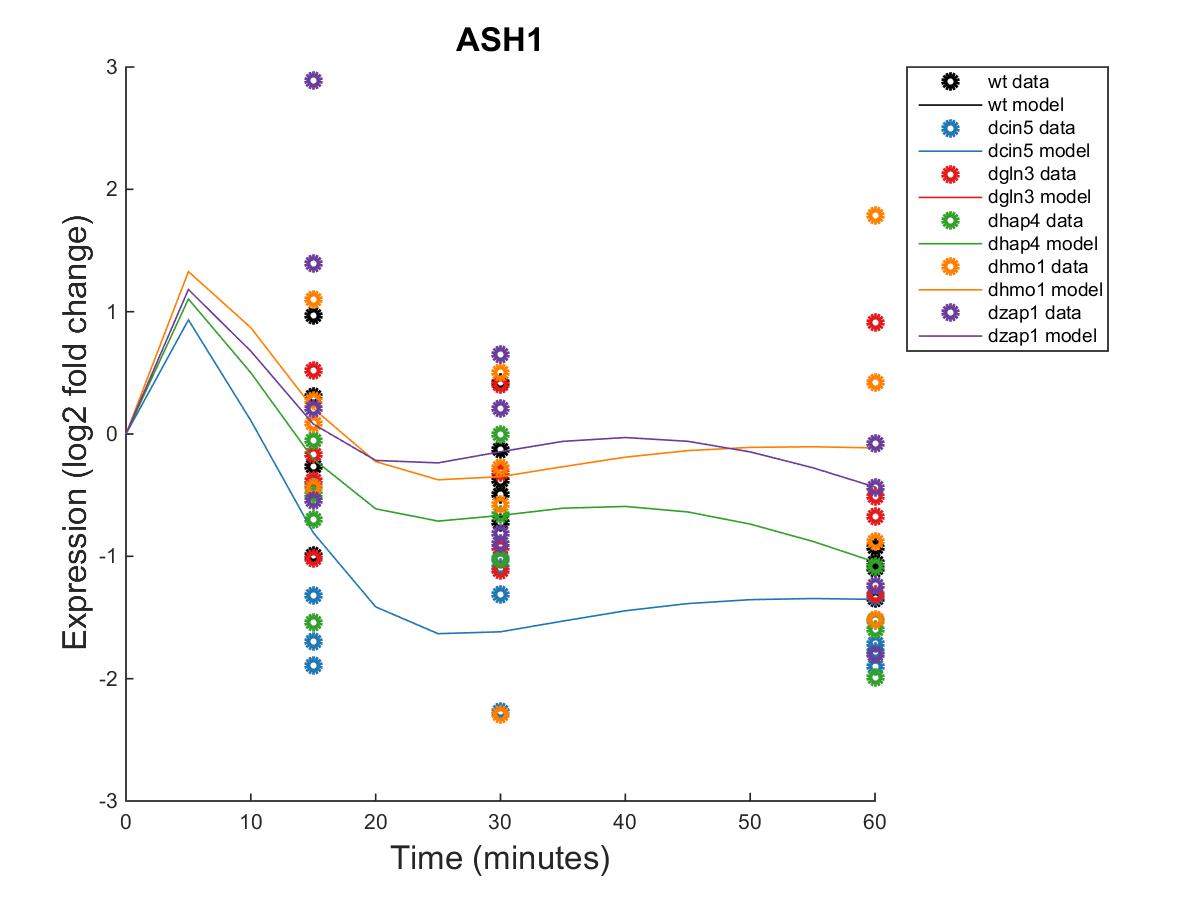 ASH1
Expression (log2 fold change)
3
2
1
0
-1
-2
-3
0 10 20 30 40 50 60
Time (minutes)
wt data
wt model
dcin5 data
dcin5 model
dgln3 data
dgln3 model
dhap4 data
dhap4 model
dhmo1 data
dhmo1 model
dzap1 data
dzap1 model